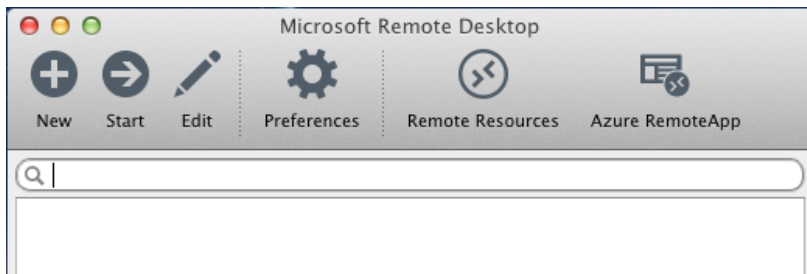 Microsoft Remote Desktop
New Start Edit Preferences Remote Resources Azure RemoteApp